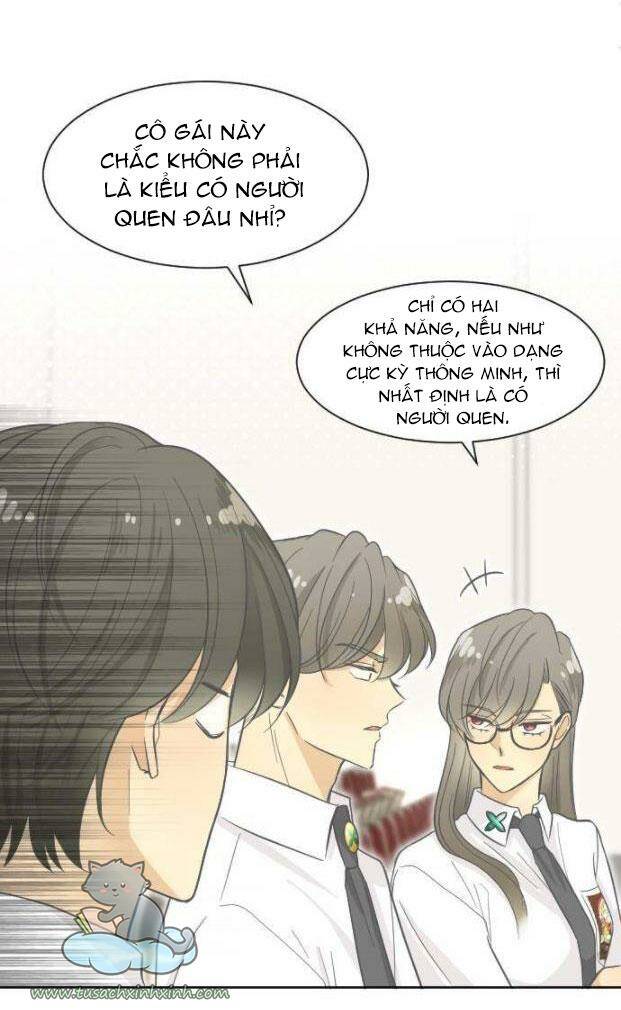 CÔ GÁI NÀY
CHẮC KHÔNG PHẢI
LÀ KIỂU CÓ NGƯỜI
QUEN ĐÂU NHỈ?
CHỈ CÓ HAI
KHẢ NĂNG, NẾU NHƯ
KHÔNG THUỘC VÀO DẠNG
CỰC KỲ THÔNG MINH, THÌ
NHẤT ĐỊNH LÀ CÓ
NGƯỜI QUEN.
www.tusachxinhxinh.com